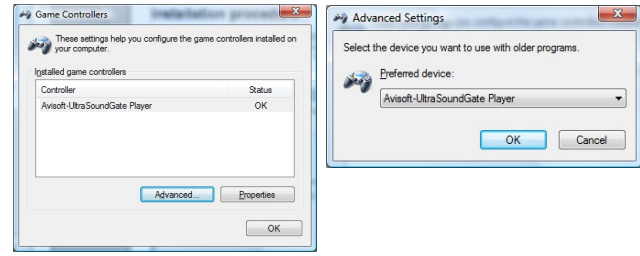 Game Controllers
These settings help you configure the game controllers installed on
your computer.
Installed game controllers
Controller Status
Avisoft-UltraSoundGate Player OK
Advanced... Properties
OK
Advanced Settings
Select the device you want to use with older programs.
Preferred device:
Avisoft-UltraSoundGate Player
OK Cancel